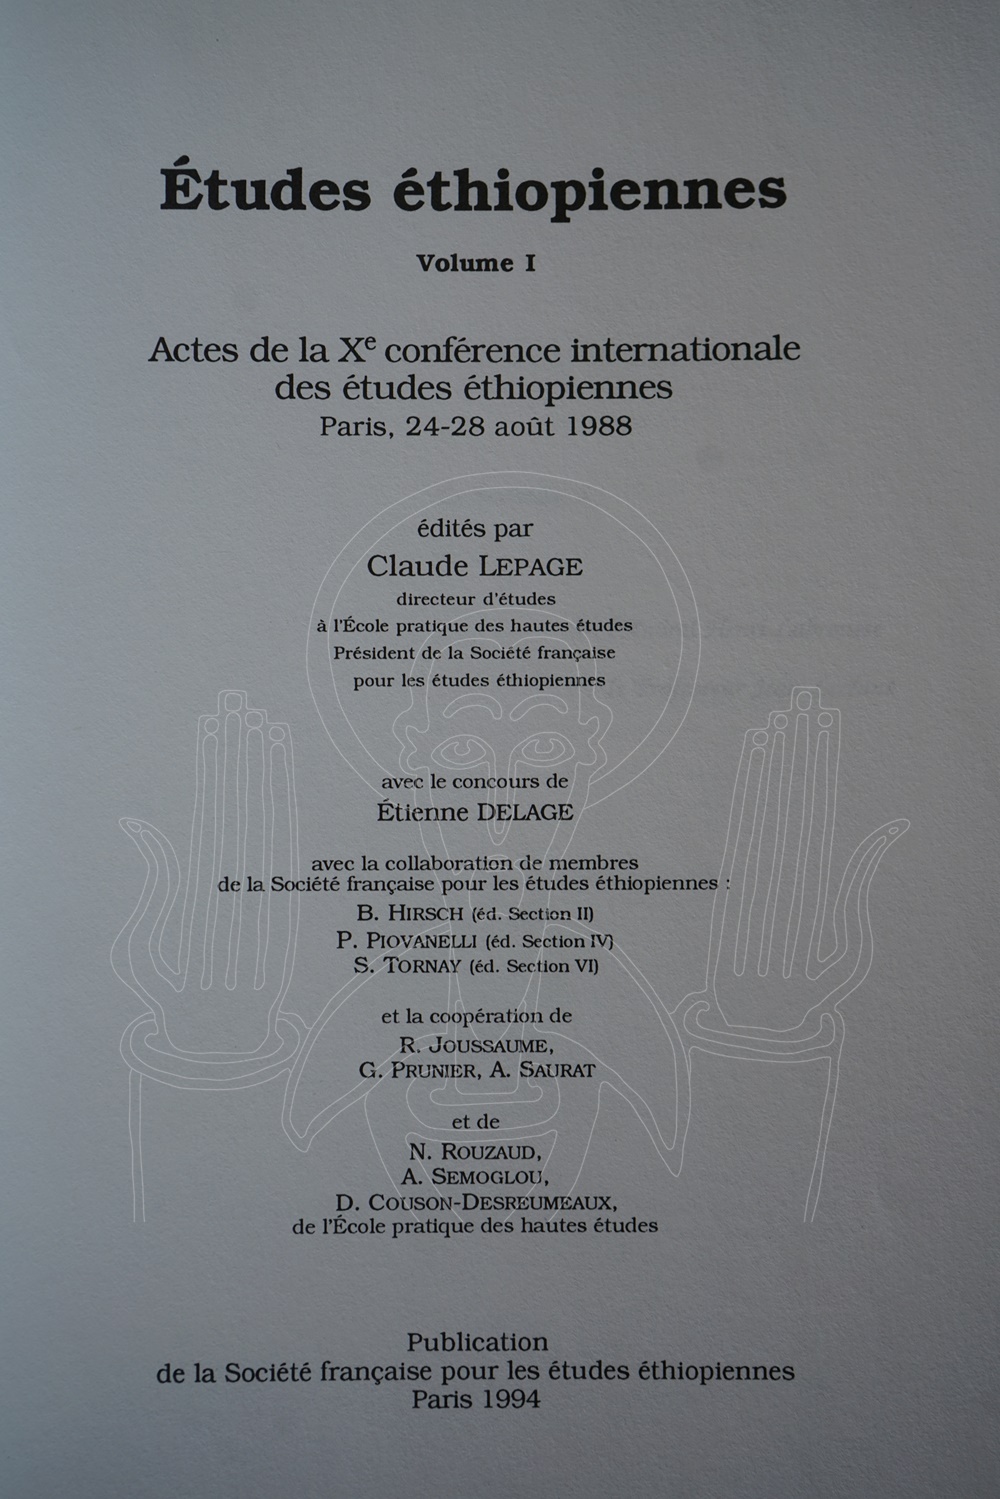 Études éthiopiennes
Volume I
Actes de la Xe conférence internationale
des études éthiopiennes
Paris, 24-28 août 1988
édités par
Claude LEPAGE
directeur d'études
à l'École pratique des hautes études
Président de la Société française
pour les études éthiopiennes
avec le concours de
Étienne DELAGE
avec la collaboration de membres
de la Société française pour les études éthiopiennes :
B. HIRSCH (éd. Section II)
P. PIOVANELLI (éd. Section IV)
S. TORNAY (éd. Section VI)
et la coopération de
R. JOUSSAUME,
G. PRUNIER, A. SAURAT
et de
N. ROUZAUD,
A. SEMOGLOU,
D. COUSON-DESREUMEAUX,
de l'École pratique des hautes études
Publication
de la Société française pour les études éthiopiennes
Paris 1994